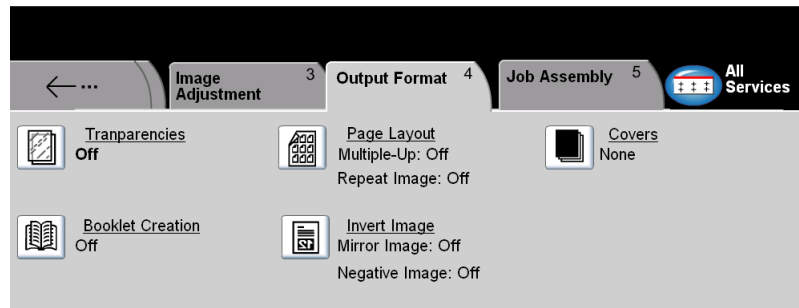 ← ...
Image
Adjustment
3
Output Format 4
Job Assembly 5
All
Services
Tranparencies
Off
Page Layout
Multiple-Up: Off
Repeat Image: Off
Covers
None
Booklet Creation
Off
Invert Image
Mirror Image: Off
Negative Image: Off